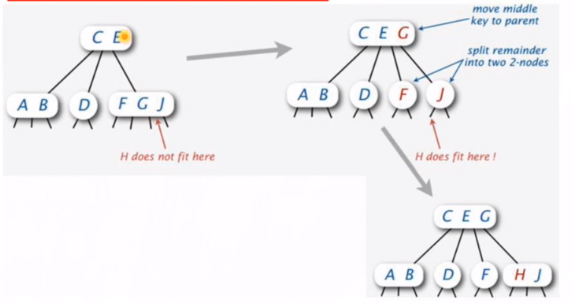 C E
A B
D
F G J
H does not fit here
C E G
move middle
key to parent
split remainder
into two 2-nodes
A B
D
F
J
H does fit here !
C E G
A B
D
F
H J